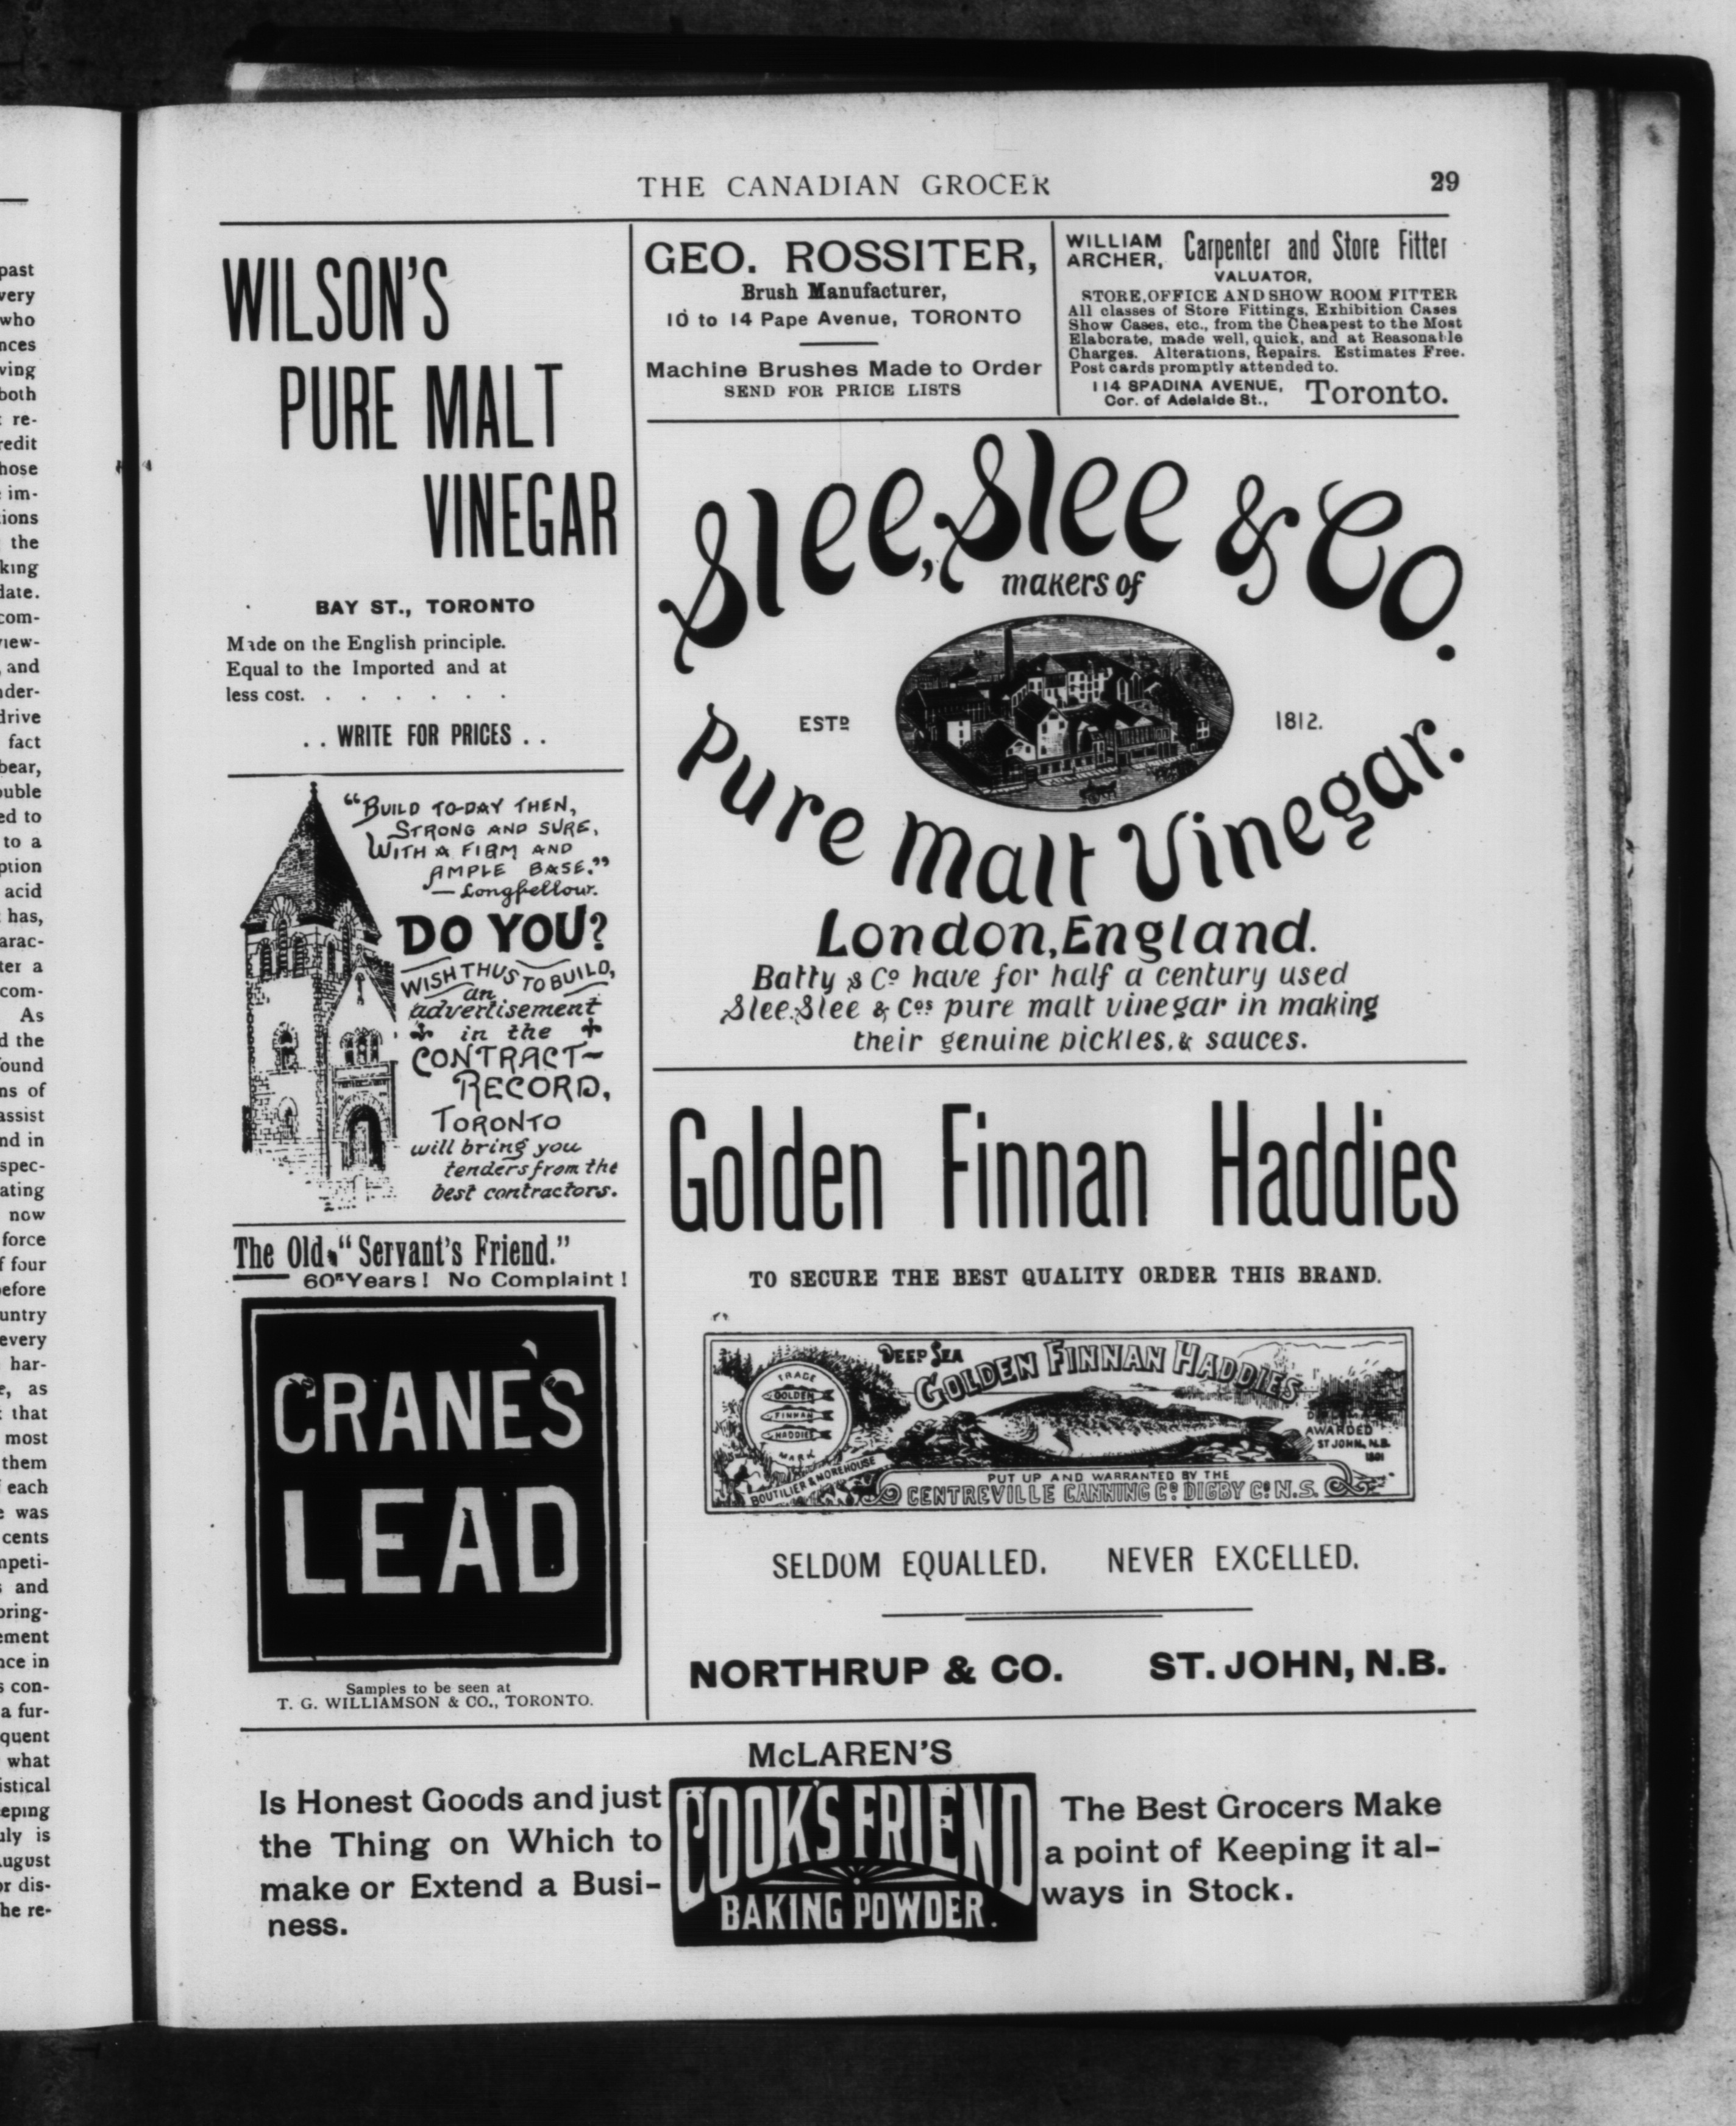 THE CANADIAN GROCER
29
WILSON'S
PURE MALT
VINEGAR
BAY ST., TORONTO
Made on the English principle.
Equal to the Imported and at
less cost. . . . . . .
. . WRITE FOR PRICES . .
"BUILD TO-DAY THEN,
STRONG AND SURE,
WITH A FIRM AND
AMPLE BASE."
— Longfellow.
DO YOU?
WISH THUS TO BUILD,
an
advertisement
in the
CONTRACT-
RECORD,
TORONTO
will bring you
tenders from the
best contractors.
The Old "Servant's Friend."
60 Years! No Complaint!
CRANE'S
LEAD
Samples to be seen at
T. G. WILLIAMSON & CO., TORONTO.
GEO. ROSSITER,
Brush Manufacturer,
10 to 14 Pape Avenue, TORONTO
Machine Brushes Made to Order
SEND FOR PRICE LISTS
WILLIAM
ARCHER,
Carpenter and Store Fitter
VALUATOR,
STORE, OFFICE AND SHOW ROOM FITTER
All classes of Store Fittings, Exhibition Cases
Show Cases, etc., from the Cheapest to the Most
Elaborate, made well, quick, and at Reasonable
Charges. Alterations, Repairs. Estimates Free.
Post cards promptly attended to.
114 SPADINA AVENUE,
Cor. of Adelaide St.,
Toronto.
Slee, Slee & Co.
makers of
ESTD 1812.
Pure Malt Vinegar.
London, England.
Batty & Co have for half a century used
Slee. Slee & Cos pure malt vinegar in making
their genuine pickles, & sauces.
Golden Finnan Haddies
TO SECURE THE BEST QUALITY ORDER THIS BRAND.
DEEP SEA
GOLDEN FINNAN HADDIES
TRADE
GOLDEN
FINNAN
HADDIE
MARK
BOUTILIER & MOREHOUSE
AWARDED
ST JOHN, N.B.
PUT UP AND WARRANTED BY THE
CENTREVILLE CANNING Co DIGBY Co N.S.
SELDOM EQUALLED. NEVER EXCELLED.
NORTHRUP & CO. ST. JOHN, N.B.
McLAREN'S
Is Honest Goods and just
the Thing on Which to
make or Extend a Busi-
ness.
COOK'S FRIEND
BAKING POWDER.
The Best Grocers Make
a point of Keeping it al-
ways in Stock.